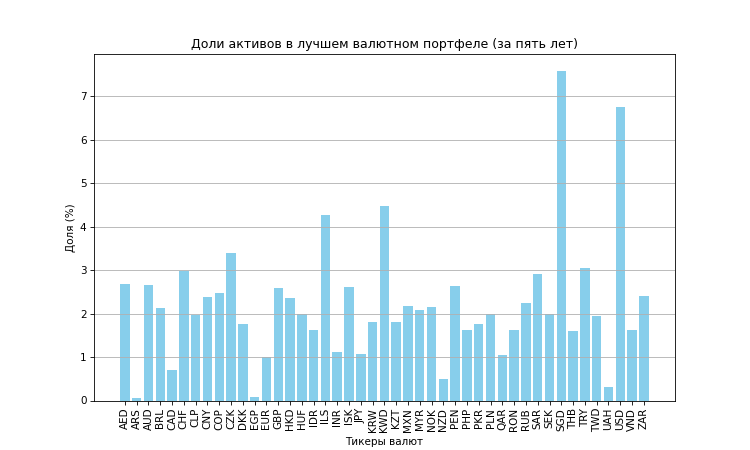 Доли активов в лучшем валютном портфеле (за пять лет)
Доля (%)
7
6
5
4
3
2
1
0
AED ARS AUD BRL CAD CHF CLP CNY COP CZK DKK EGP EUR GBP HKD HUF IDR ILS INR ISK JPY KRW KWD KZT MXN MYR NOK NZD PEN PHP PKR PLN QAR RON RUB SAR SEK SGD THB TRY TWD UAH USD VND ZAR
Тикеры валют